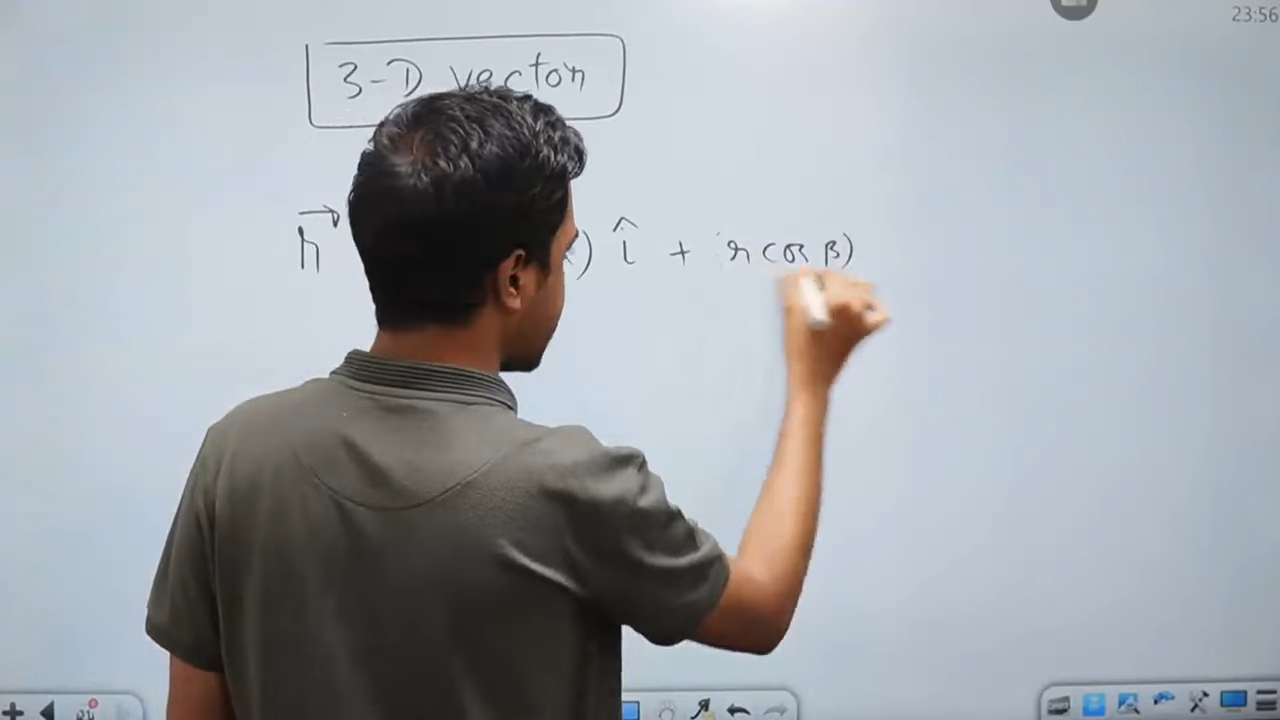 23:56
3-D vector
r⃗ ) î + r cos β)